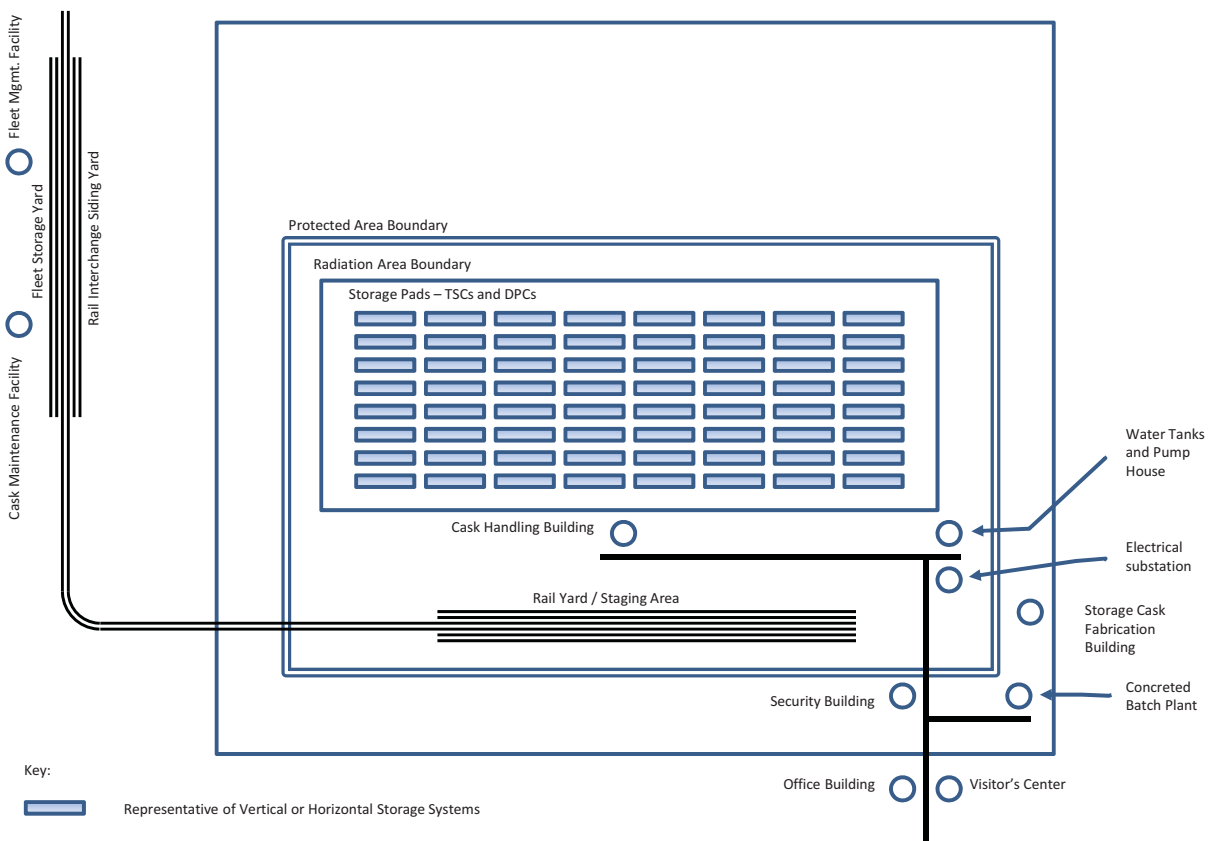 Fleet Mgmt. Facility
Fleet Storage Yard
Rail Interchange Siding Yard
Cask Maintenance Facility
Protected Area Boundary
Radiation Area Boundary
Storage Pads – TSCs and DPCs
Cask Handling Building
Water Tanks
and Pump
House
Electrical
substation
Rail Yard / Staging Area
Storage Cask
Fabrication
Building
Security Building
Concreted
Batch Plant
Office Building
Visitor's Center
Key:
Representative of Vertical or Horizontal Storage Systems